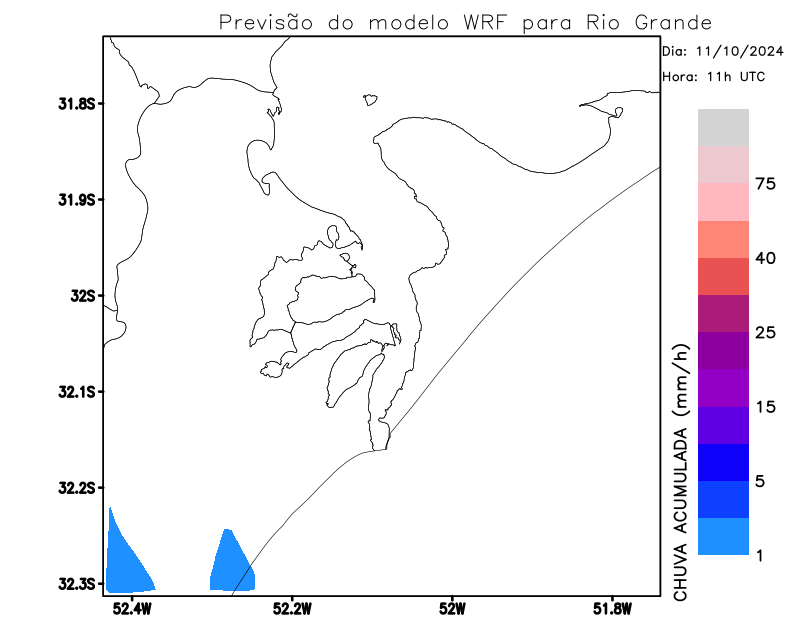 Previsão do modelo WRF para Rio Grande
Dia: 11/10/2024
Hora: 11h UTC
31.8S
31.9S
32S
32.1S
32.2S
32.3S
52.4W
52.2W
52W
51.8W
75
40
25
15
5
1
CHUVA ACUMULADA (mm/h)